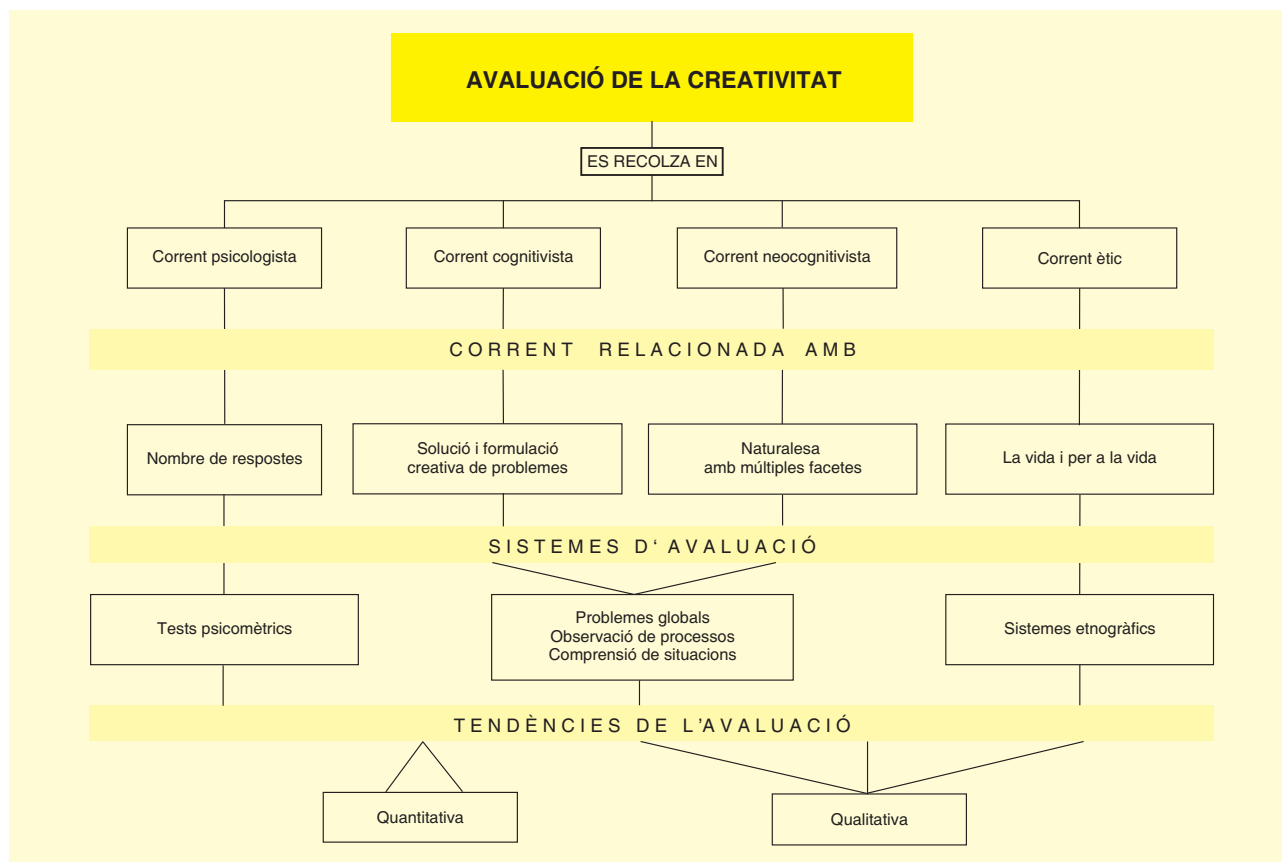 AVALUACIÓ DE LA CREATIVITAT
ES RECOLZA EN
Corrent psicologista
Corrent cognitivista
Corrent neocognitivista
Corrent ètic
CORRENT RELACIONADA AMB
Nombre de respostes
Solució i formulació
creativa de problemes
Naturalesa
amb múltiples facetes
La vida i per a la vida
SISTEMES D‘ AVALUACIÓ
Tests psicomètrics
Problemes globals
Observació de processos
Comprensió de situacions
Sistemes etnogràfics
TENDÈNCIES DE L’AVALUACIÓ
Quantitativa
Qualitativa